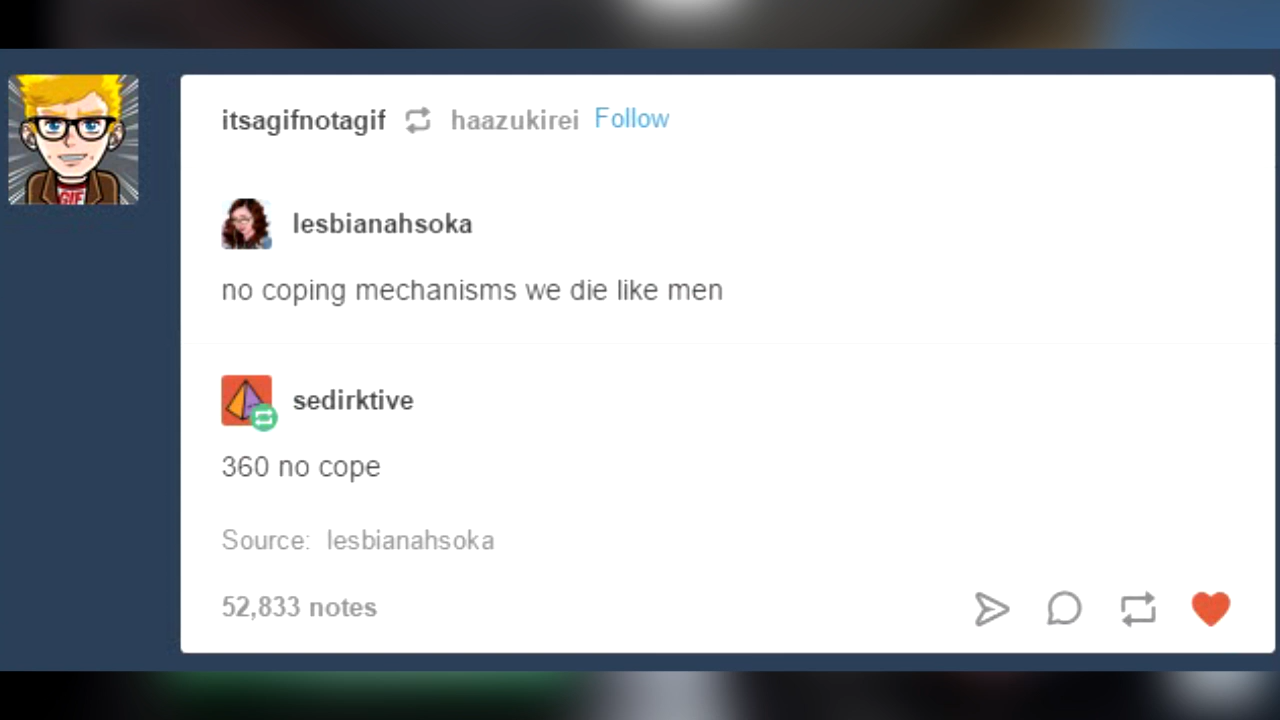 itsagifnotagif haazukirei Follow
lesbianahsoka
no coping mechanisms we die like men
sedirktive
360 no cope
Source: lesbianahsoka
52,833 notes
GIF